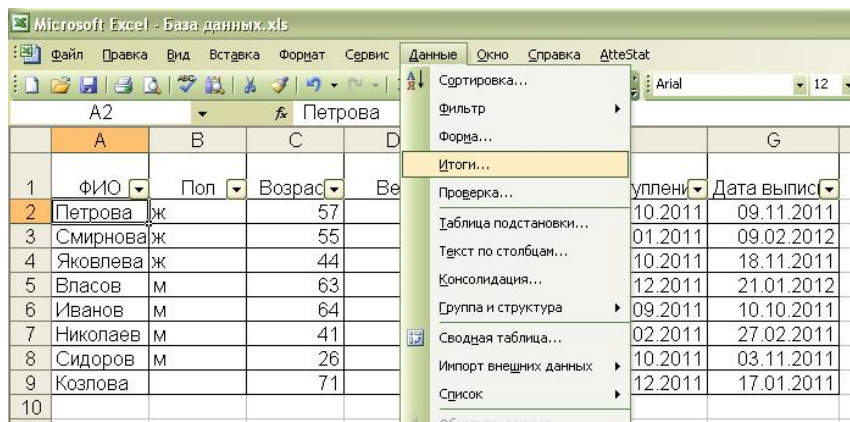 Microsoft Excel - База данных.xls
Файл Правка Вид Вставка Формат Сервис Данные Окно Справка AtteStat
Arial 12
A2 fx Петрова
Сортировка...
Фильтр
Форма...
Итоги...
Проверка...
Таблица подстановки...
Текст по столбцам...
Консолидация...
Группа и структура
Сводная таблица...
Импорт внешних данных
Список
A B C D G
1 ФИО Пол Возрас Ве уплени Дата выписі
2 Петрова ж 57 10.2011 09.11.2011
3 Смирнова ж 55 01.2011 09.02.2012
4 Яковлева ж 44 10.2011 18.11.2011
5 Власов м 63 12.2011 21.01.2012
6 Иванов м 64 09.2011 10.10.2011
7 Николаев м 41 02.2011 27.02.2011
8 Сидоров м 26 10.2011 03.11.2011
9 Козлова 71 12.2011 17.01.2011
10